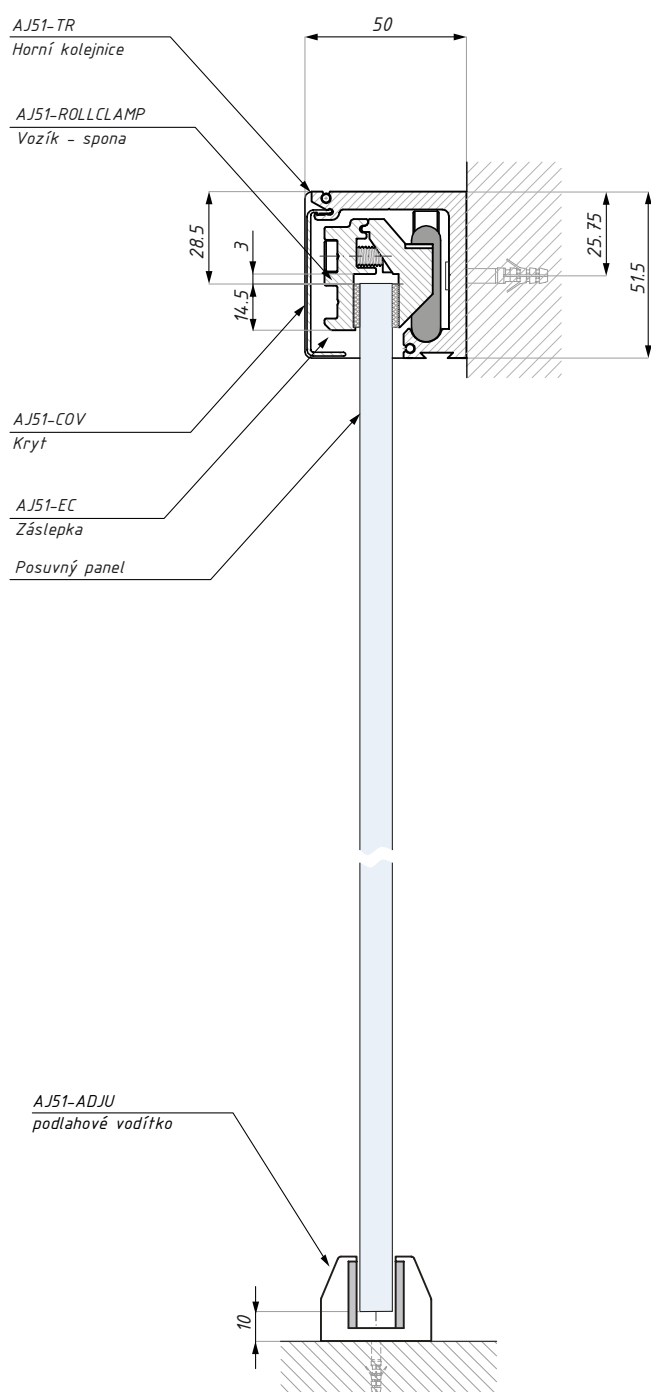 AJ51-TR
Horní kolejnice
50
AJ51-ROLLCLAMP
Vozík - spona
28.5
3
14.5
25.75
51.5
AJ51-COV
Kryt
AJ51-EC
Záslepka
Posuvný panel
AJ51-ADJU
podlahové vodítko
10